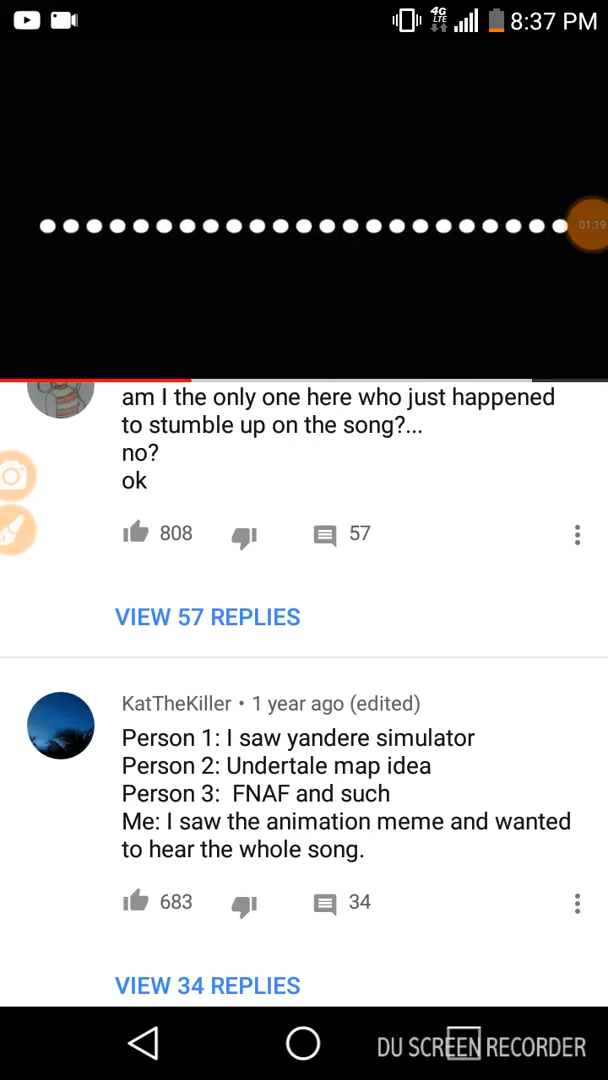 4G
LTE
8:37 PM
01:19
am I the only one here who just happened
to stumble up on the song?...
no?
ok
808
57
VIEW 57 REPLIES
KatTheKiller • 1 year ago (edited)
Person 1: I saw yandere simulator
Person 2: Undertale map idea
Person 3:  FNAF and such
Me: I saw the animation meme and wanted
to hear the whole song.
683
34
VIEW 34 REPLIES
DU SCREEN RECORDER